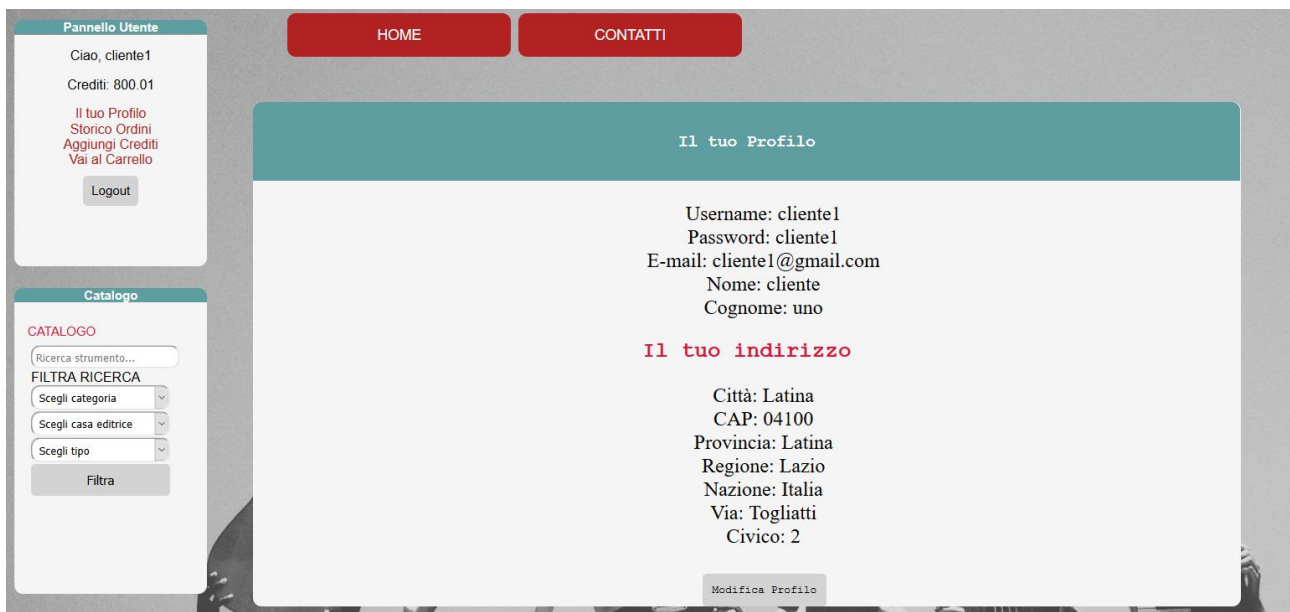 Pannello Utente
Ciao, cliente1
Crediti: 800.01
Il tuo Profilo
Storico Ordini
Aggiungi Crediti
Vai al Carrello
Logout
Catalogo
CATALOGO
Ricerca strumento...
FILTRA RICERCA
Scegli categoria
Scegli casa editrice
Scegli tipo
Filtra
HOME
CONTATTI
Il tuo Profilo
Username: cliente1
Password: cliente1
E-mail: cliente1@gmail.com
Nome: cliente
Cognome: uno
Il tuo indirizzo
Città: Latina
CAP: 04100
Provincia: Latina
Regione: Lazio
Nazione: Italia
Via: Togliatti
Civico: 2
Modifica Profilo